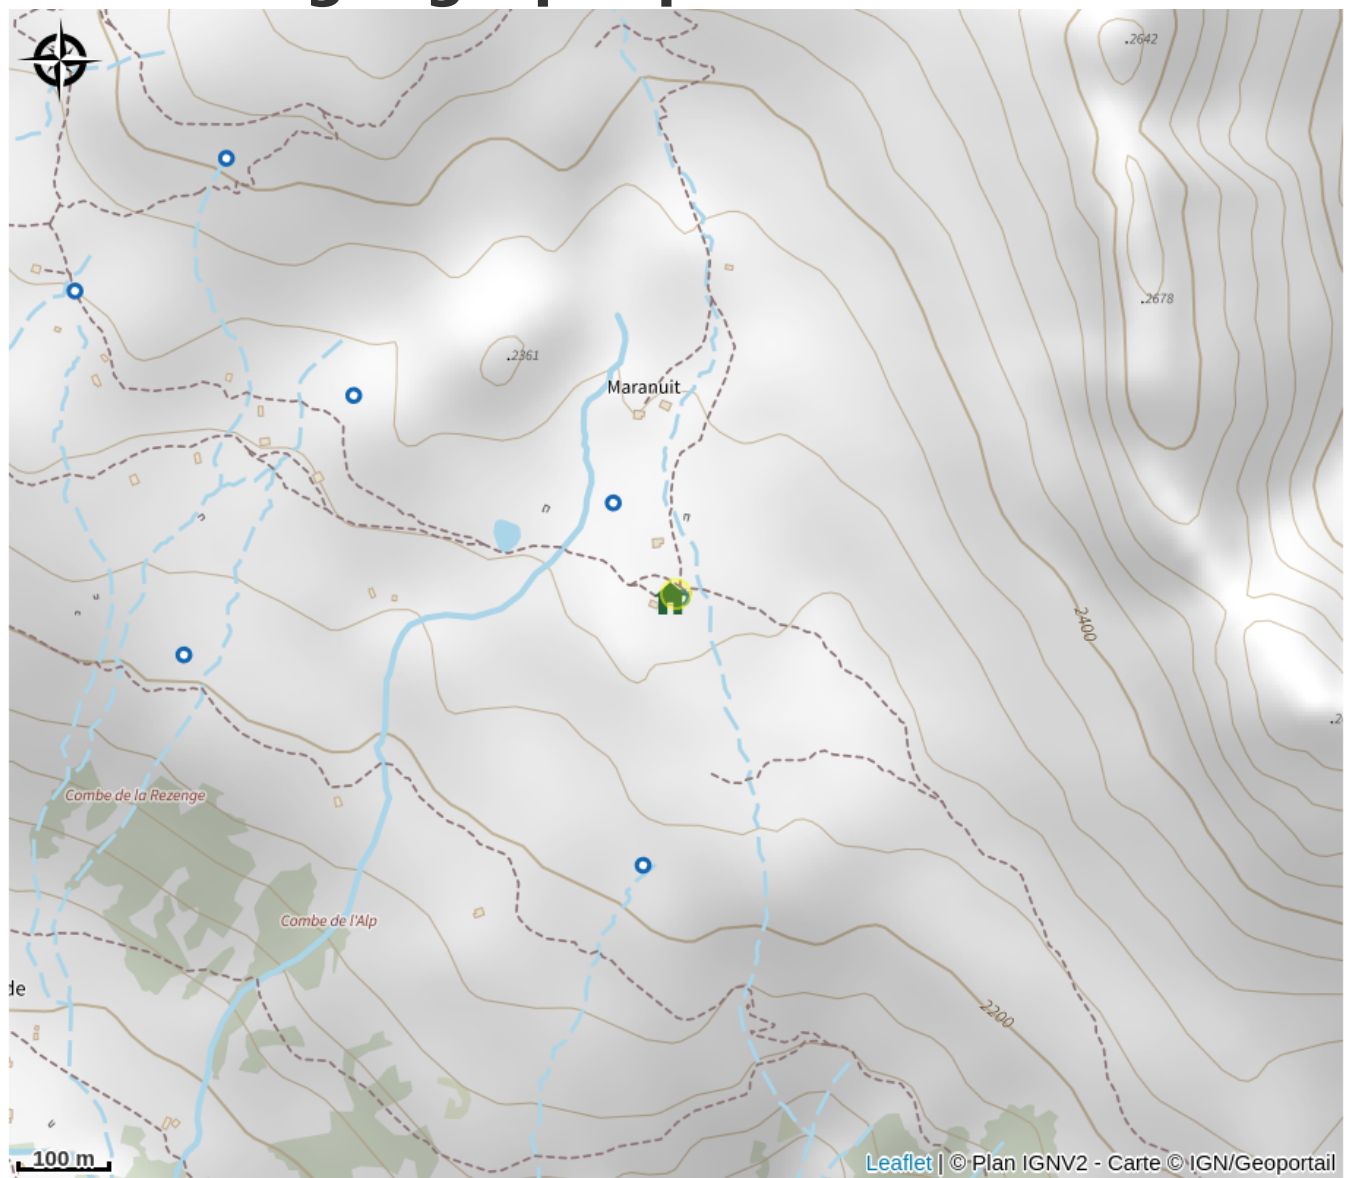 .2642
.2678
.2361
Maranuit
2400
Combe de la Rezenge
Combe de l'Alp
de
2200
100 m
Leaflet | © Plan IGNV2 - Carte © IGN/Geoportail